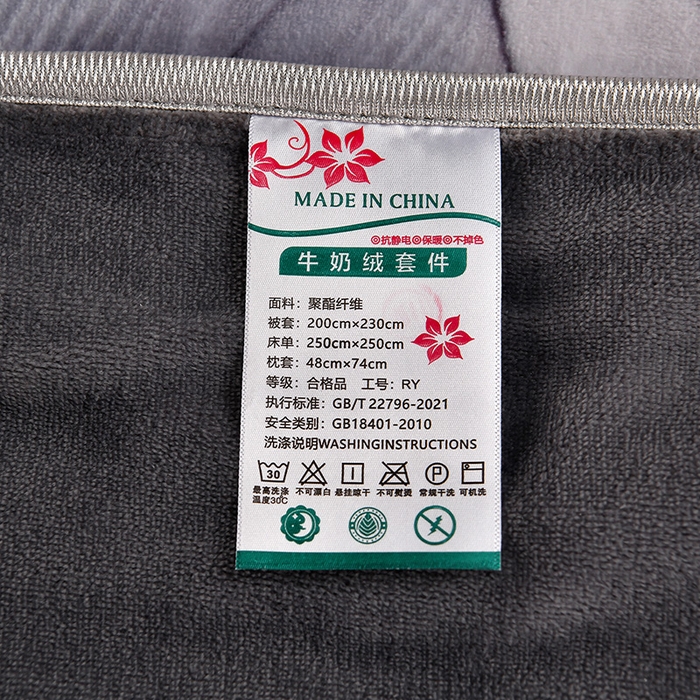 MADE IN CHINA
◎抗静电◎保暖◎不掉色
牛奶绒套件
面料：聚酯纤维
被套：200cm×230cm
床单：250cm×250cm
枕套：48cm×74cm
等级：合格品 工号：RY
执行标准：GB/T 22796-2021
安全类别：GB18401-2010
洗涤说明WASHINGINSTRUCTIONS
30 P
最高洗涤温度30C 不可漂白 悬挂晾干 不可熨烫 常规干洗 可机洗